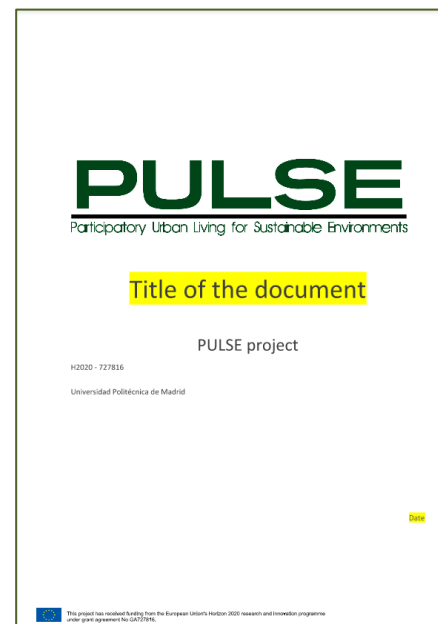 PULSE
Participatory Urban Living for Sustainable Environments
Title of the document
PULSE project
H2020 - 727816
Universidad Politécnica de Madrid
Date
This project has received funding from the European Union's Horizon 2020 research and innovation programme
under grant agreement No GA727816.